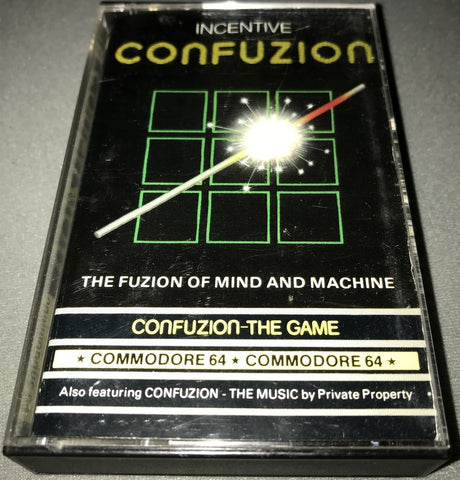 INCENTIVE
CONFUZION
THE FUZION OF MIND AND MACHINE
CONFUZION-THE GAME
★ COMMODORE 64 ★ COMMODORE 64 ★
Also featuring CONFUZION - THE MUSIC by Private Property